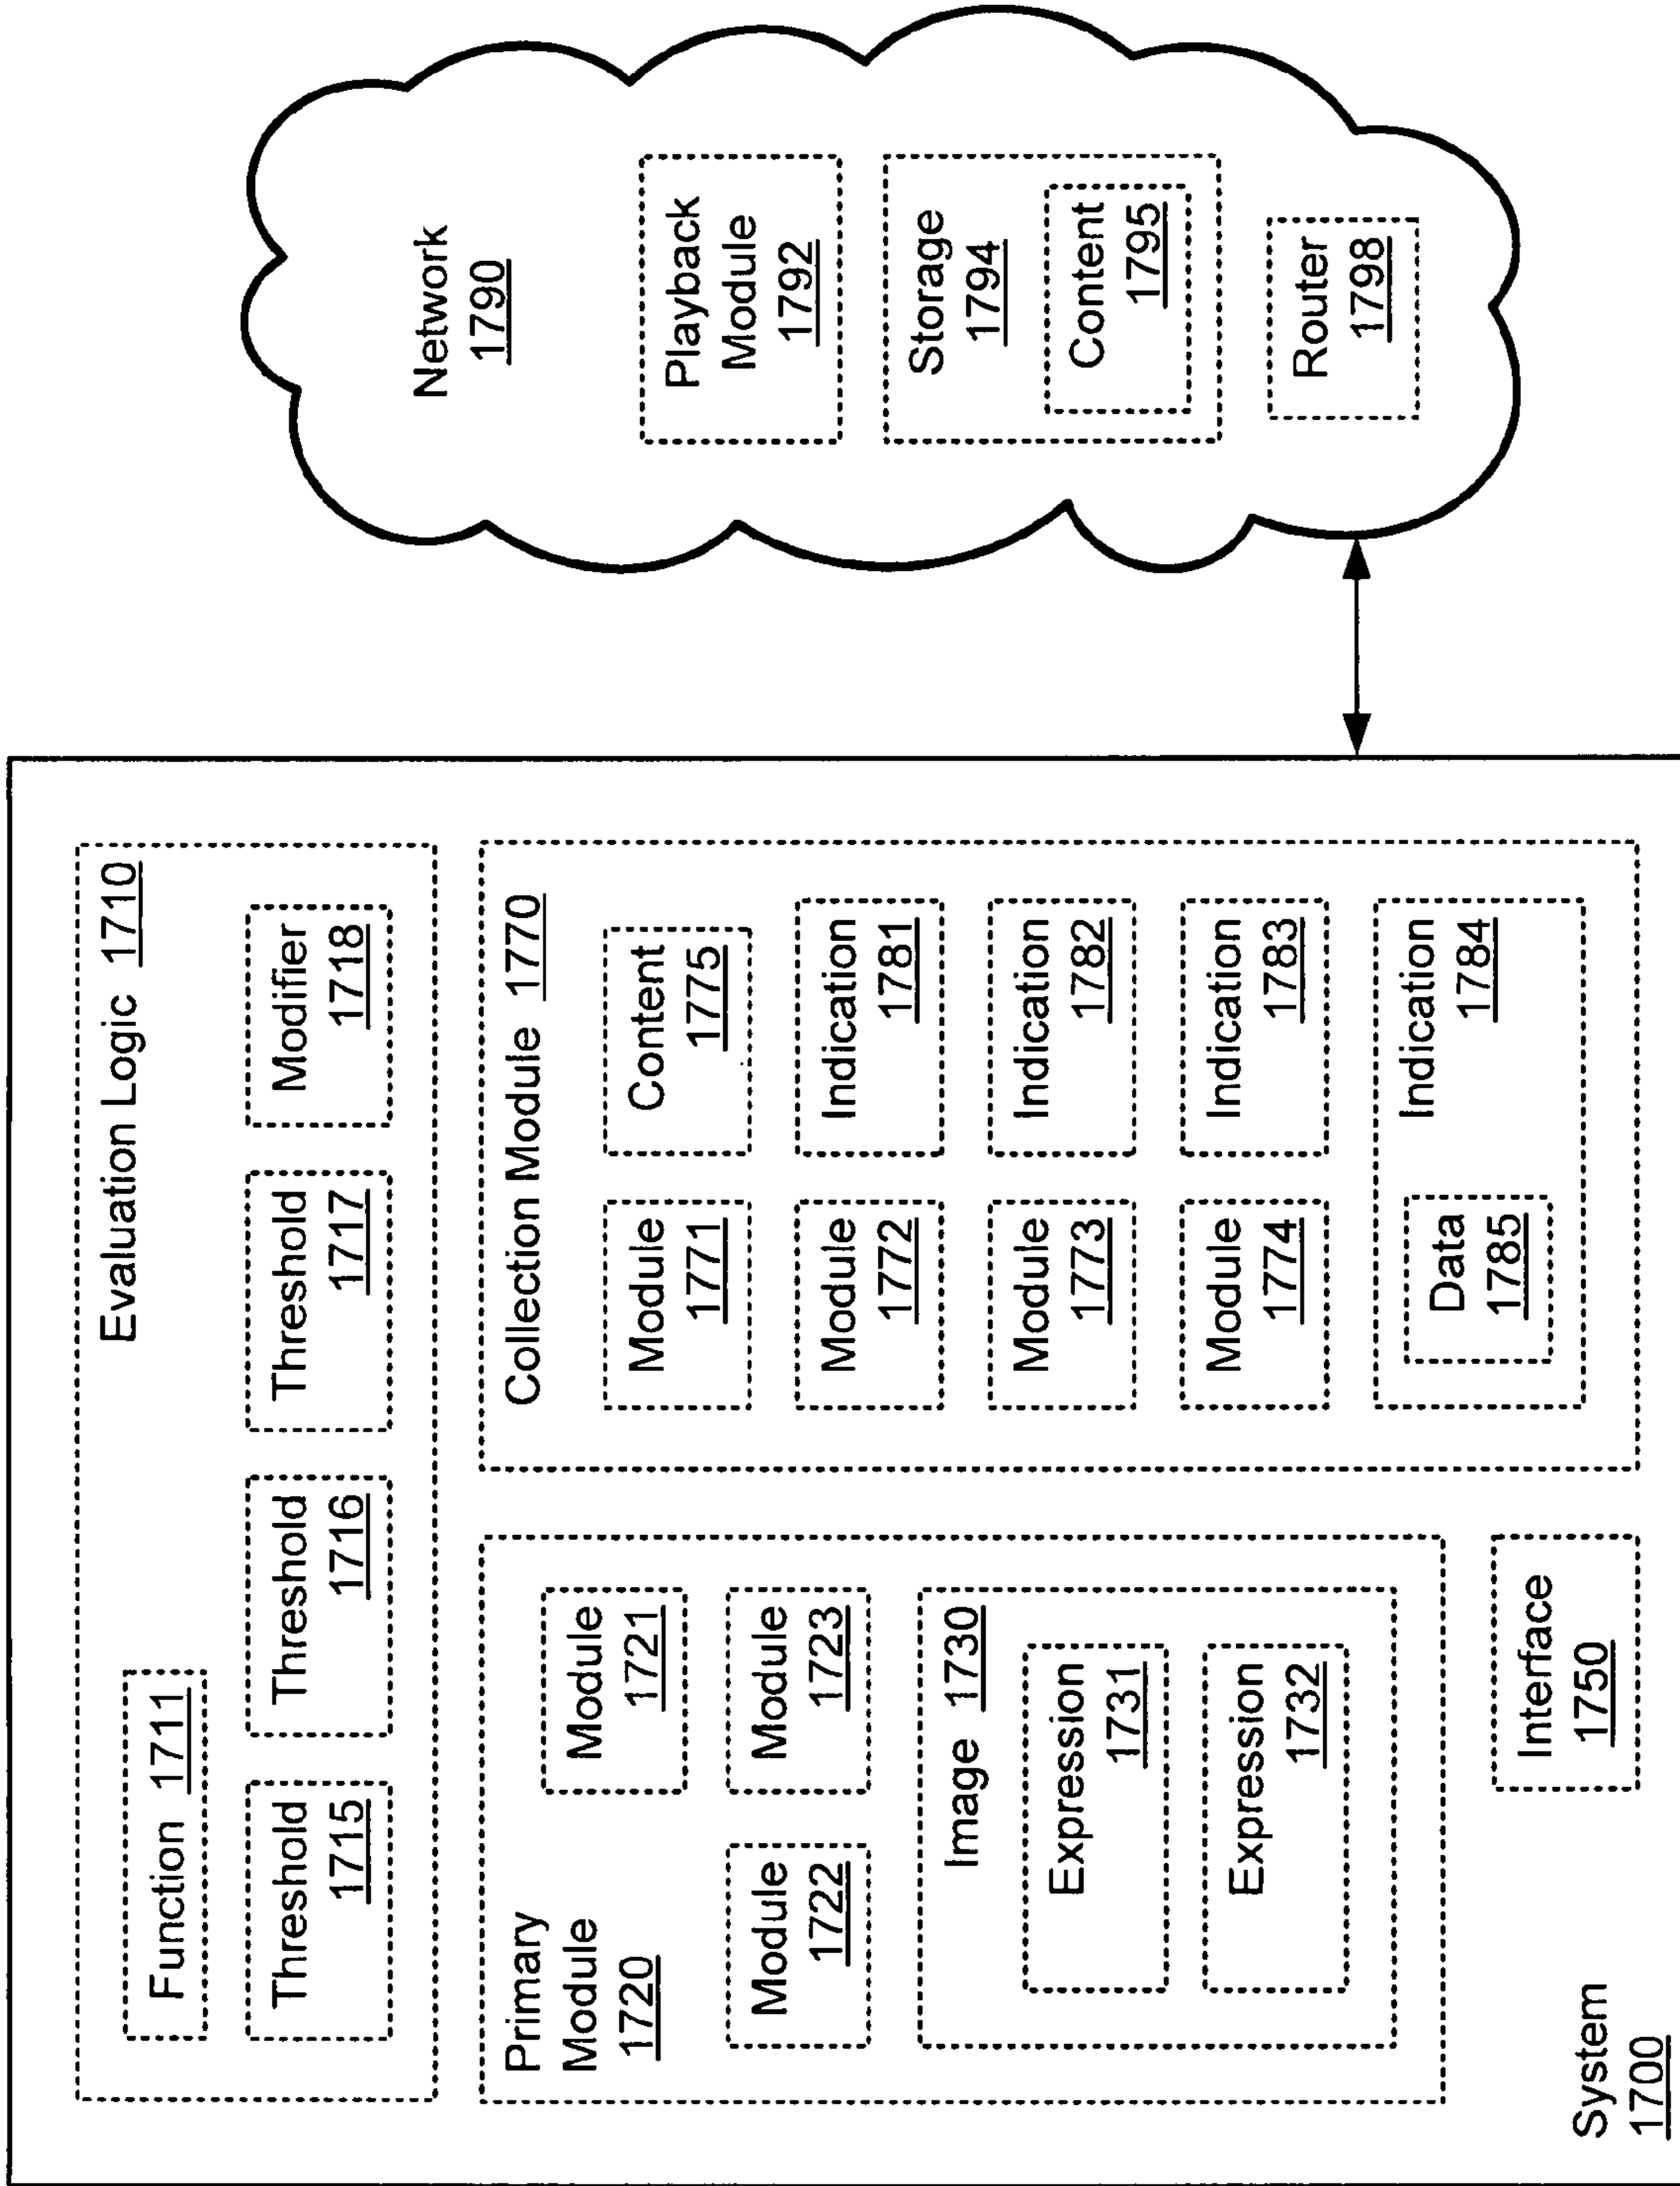 Evaluation Logic 1710
Function 1711
Threshold
1715
Threshold
1716
Threshold
1717
Modifier
1718
Primary
Module
1720
Module
1721
Module
1722
Module
1723
Image 1730
Expression
1731
Expression
1732
Interface
1750
Collection Module 1770
Module
1771
Content
1775
Module
1772
Indication
1781
Module
1773
Indication
1782
Module
1774
Indication
1783
Indication
1784
Data
1785
System
1700
Network
1790
Playback
Module
1792
Storage
1794
Content
1795
Router
1798